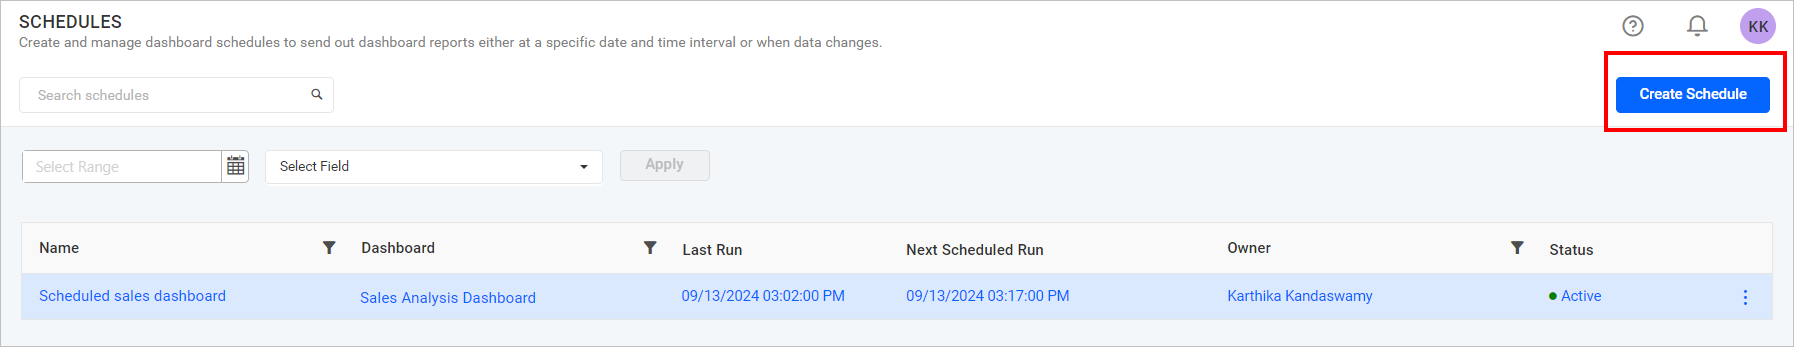 SCHEDULES
Create and manage dashboard schedules to send out dashboard reports either at a specific date and time interval or when data changes.
KK
Search schedules
Create Schedule
Select Range
Select Field
Apply
Name Dashboard Last Run Next Scheduled Run Owner Status
Scheduled sales dashboard Sales Analysis Dashboard 09/13/2024 03:02:00 PM 09/13/2024 03:17:00 PM Karthika Kandaswamy Active